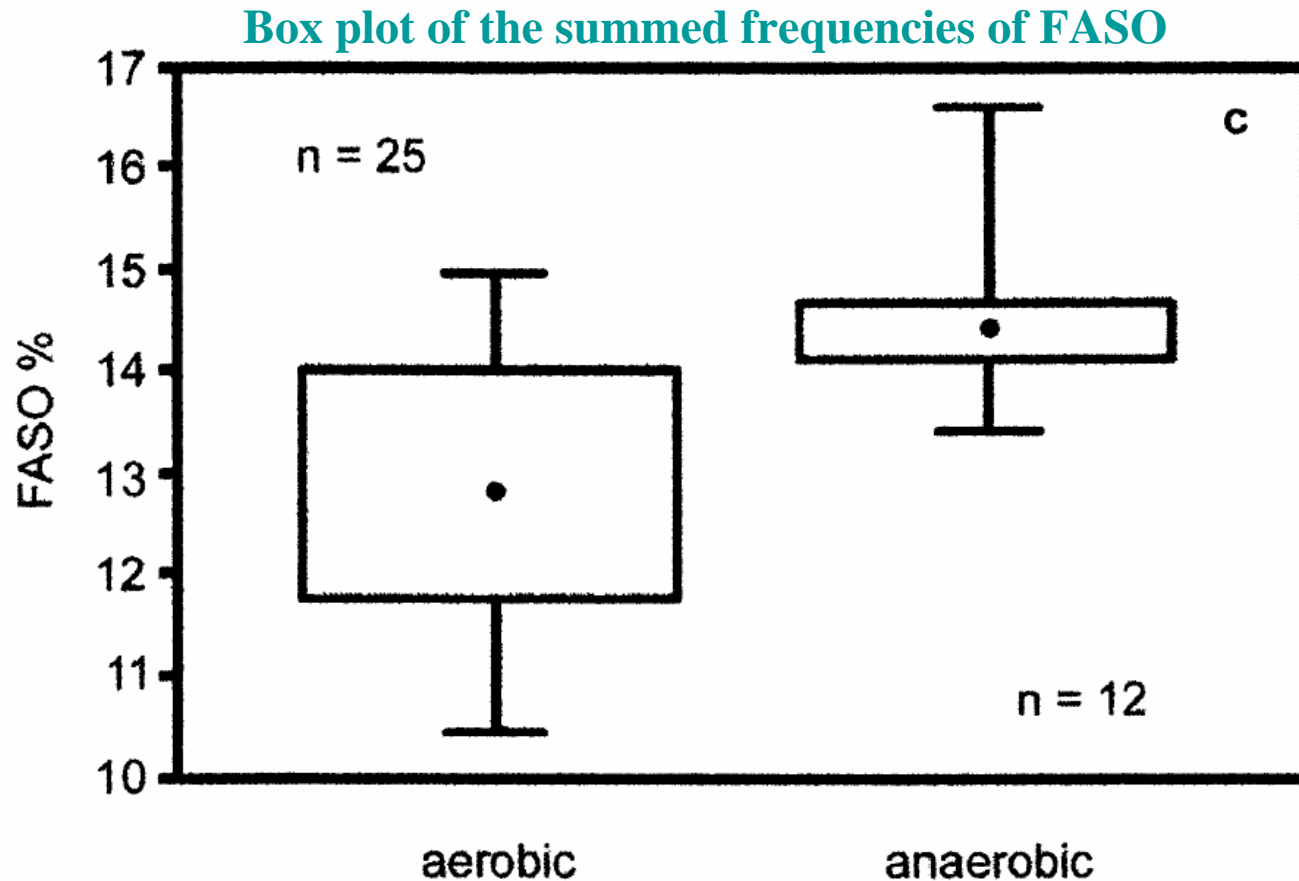 Box plot of the summed frequencies of FASO
17
c
n = 25
16
15
14
FASO %
13
12
11
n = 12
10
aerobic anaerobic